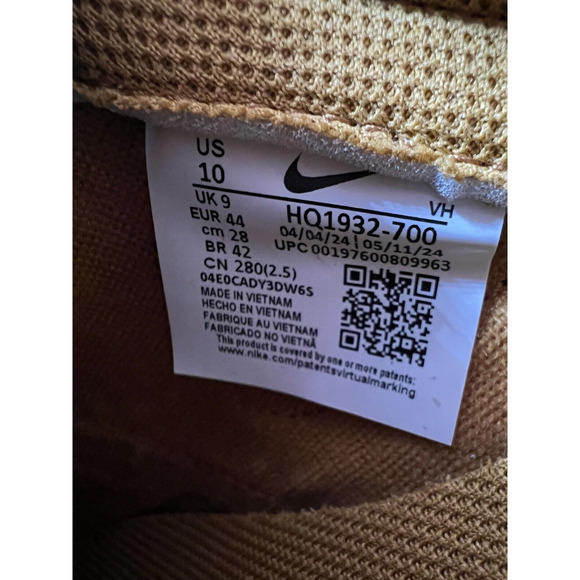 US
10
UK 9
EUR 44
cm 28
BR 42
CN 280(2.5)
04E0CADY3DW6S
VH
HQ1932-700
04/04/24 | 05/11/24
UPC 00197600809963
MADE IN VIETNAM
HECHO EN VIETNAM
FABRIQUE AU VIETNAM
FABRICADO NO VIETNÃ
This product is covered by one or more patents:
www.nike.com/patentsvirtualmarking